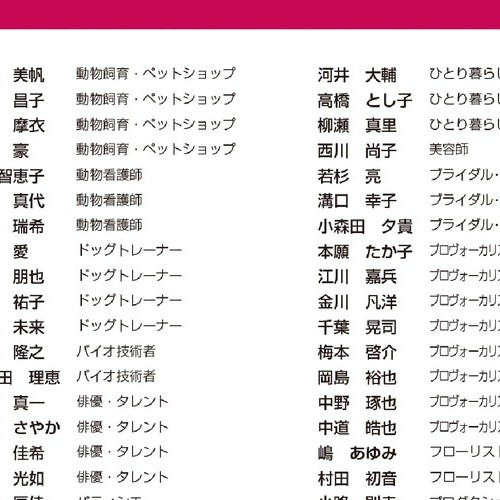 美帆 動物飼育・ペットショップ
昌子 動物飼育・ペットショップ
摩衣 動物飼育・ペットショップ
豪 動物飼育・ペットショップ
智恵子 動物看護師
真代 動物看護師
瑞希 動物看護師
愛 ドッグトレーナー
朋也 ドッグトレーナー
祐子 ドッグトレーナー
未来 ドッグトレーナー
隆之 バイオ技術者
田 理恵 バイオ技術者
真一 俳優・タレント
さやか 俳優・タレント
佳希 俳優・タレント
光如 俳優・タレント
河井 大輔 ひとり暮らし
高橋 とし子 ひとり暮らし
柳瀬 真里 ひとり暮らし
西川 尚子 美容師
若杉 亮 ブライダル・
溝口 幸子 ブライダル・
小森田 夕貴 ブライダル・
本願 たか子 プロヴォーカリス
江川 嘉兵 プロヴォーカリス
金川 凡洋 プロヴォーカリス
千葉 晃司 プロヴォーカリス
梅本 啓介 プロヴォーカリス
岡島 裕也 プロヴォーカリス
中野 琢也 プロヴォーカリス
中道 皓也 プロヴォーカリス
嶋 あゆみ フローリスト
村田 初音 フローリスト